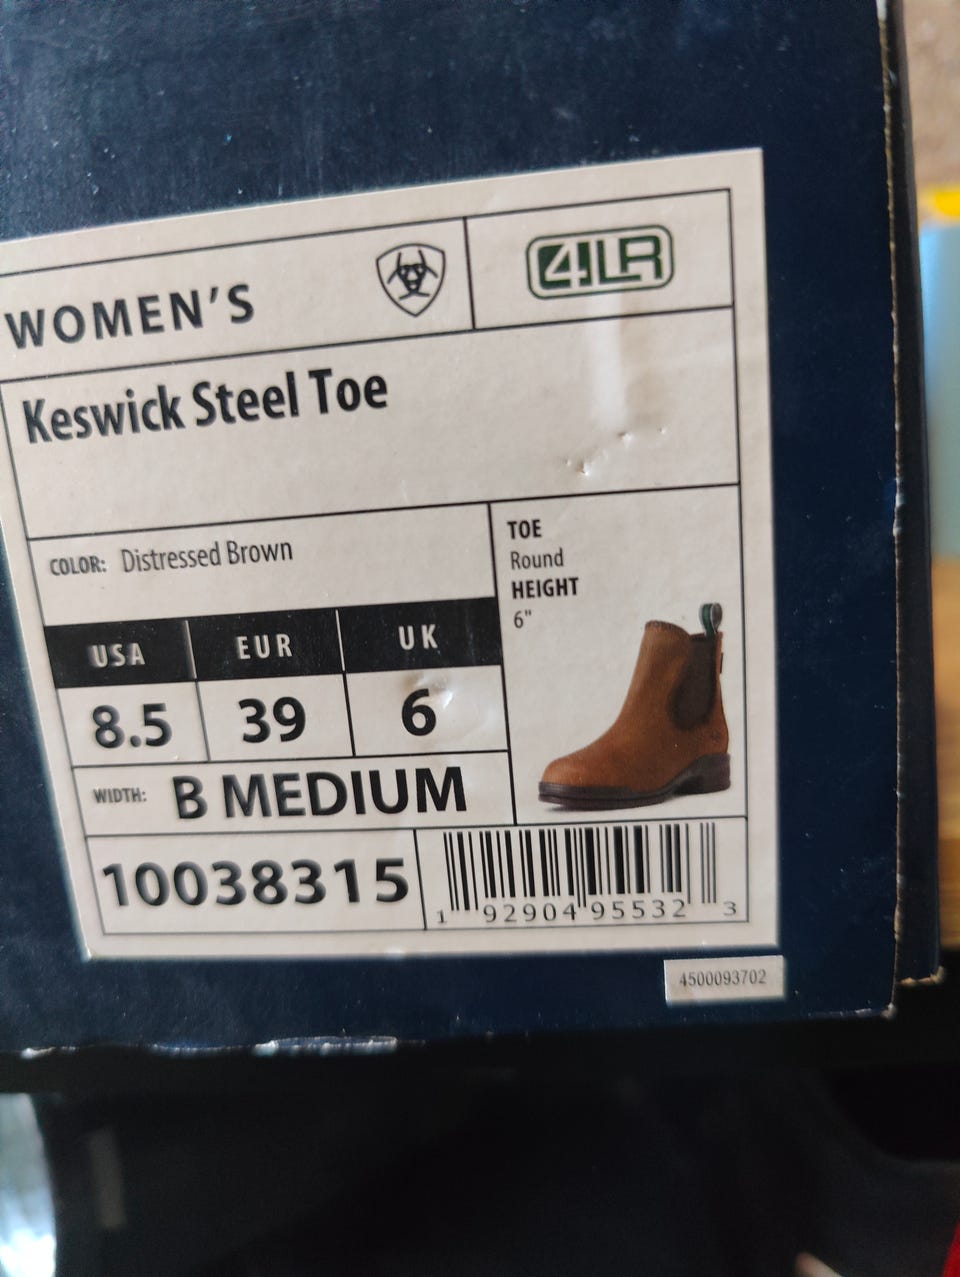 WOMEN'S
4LR
Keswick Steel Toe
COLOR: Distressed Brown
TOE
Round
HEIGHT
6"
USA EUR UK
8.5 39 6
WIDTH: B MEDIUM
10038315
1 92904 95532 3
4500093702